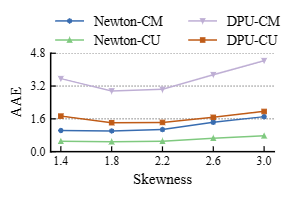 Newton-CM DPU-CM
Newton-CU DPU-CU
4.8
3.2
1.6
0.0
AAE
1.4 1.8 2.2 2.6 3.0
Skewness